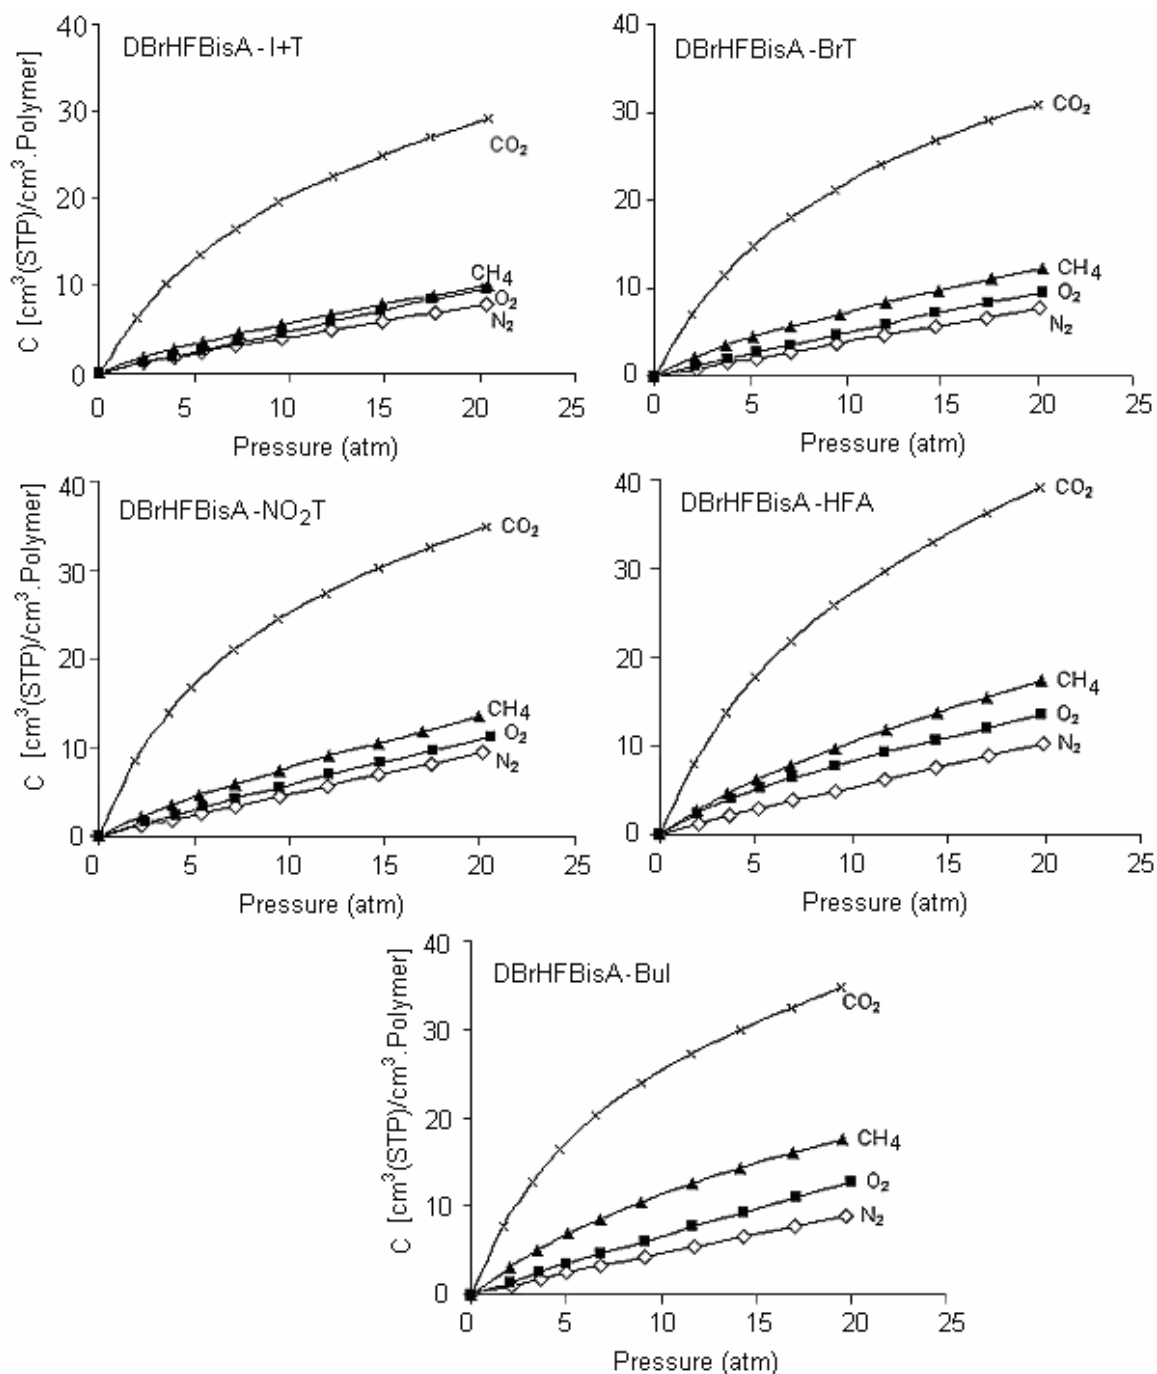 DBrHFBisA - I+T
C [cm³(STP)/cm³.Polymer]
40
30
20
10
0
CO₂
CH₄
O₂
N₂
0 5 10 15 20 25
Pressure (atm)
DBrHFBisA -BrT
40
30
20
10
0
CO₂
CH₄
O₂
N₂
0 5 10 15 20 25
Pressure (atm)
DBrHFBisA -NO₂T
C [cm³(STP)/cm³.Polymer]
40
30
20
10
0
CO₂
CH₄
O₂
N₂
0 5 10 15 20 25
Pressure (atm)
DBrHFBisA -HFA
40
30
20
10
0
CO₂
CH₄
O₂
N₂
0 5 10 15 20 25
Pressure (atm)
DBrHFBisA -BuI
C [cm³(STP)/cm³.Polymer]
40
30
20
10
0
CO₂
CH₄
O₂
N₂
0 5 10 15 20 25
Pressure (atm)